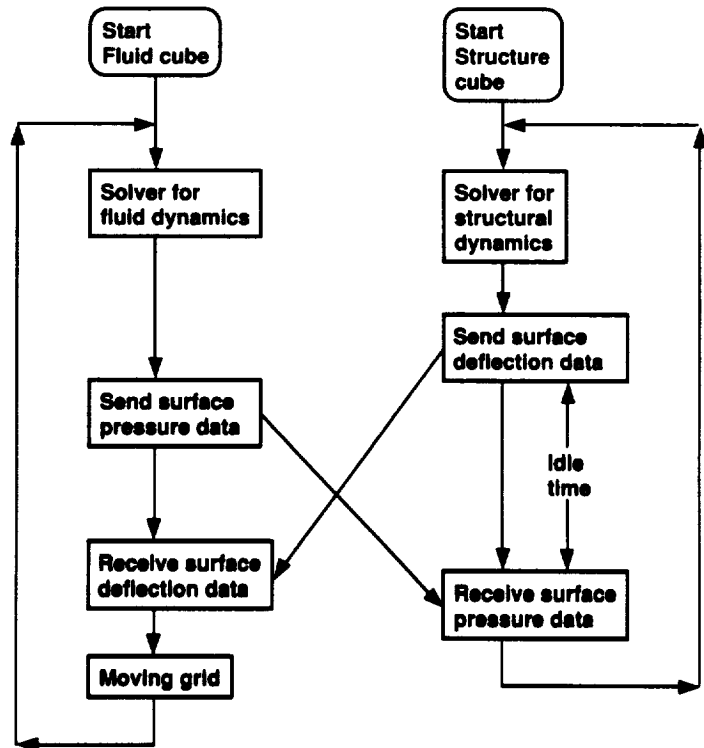 Start
Fluid cube
Start
Structure
cube
Solver for
fluid dynamics
Solver for
structural
dynamics
Send surface
deflection data
Send surface
pressure data
Idle
time
Receive surface
deflection data
Receive surface
pressure data
Moving grid